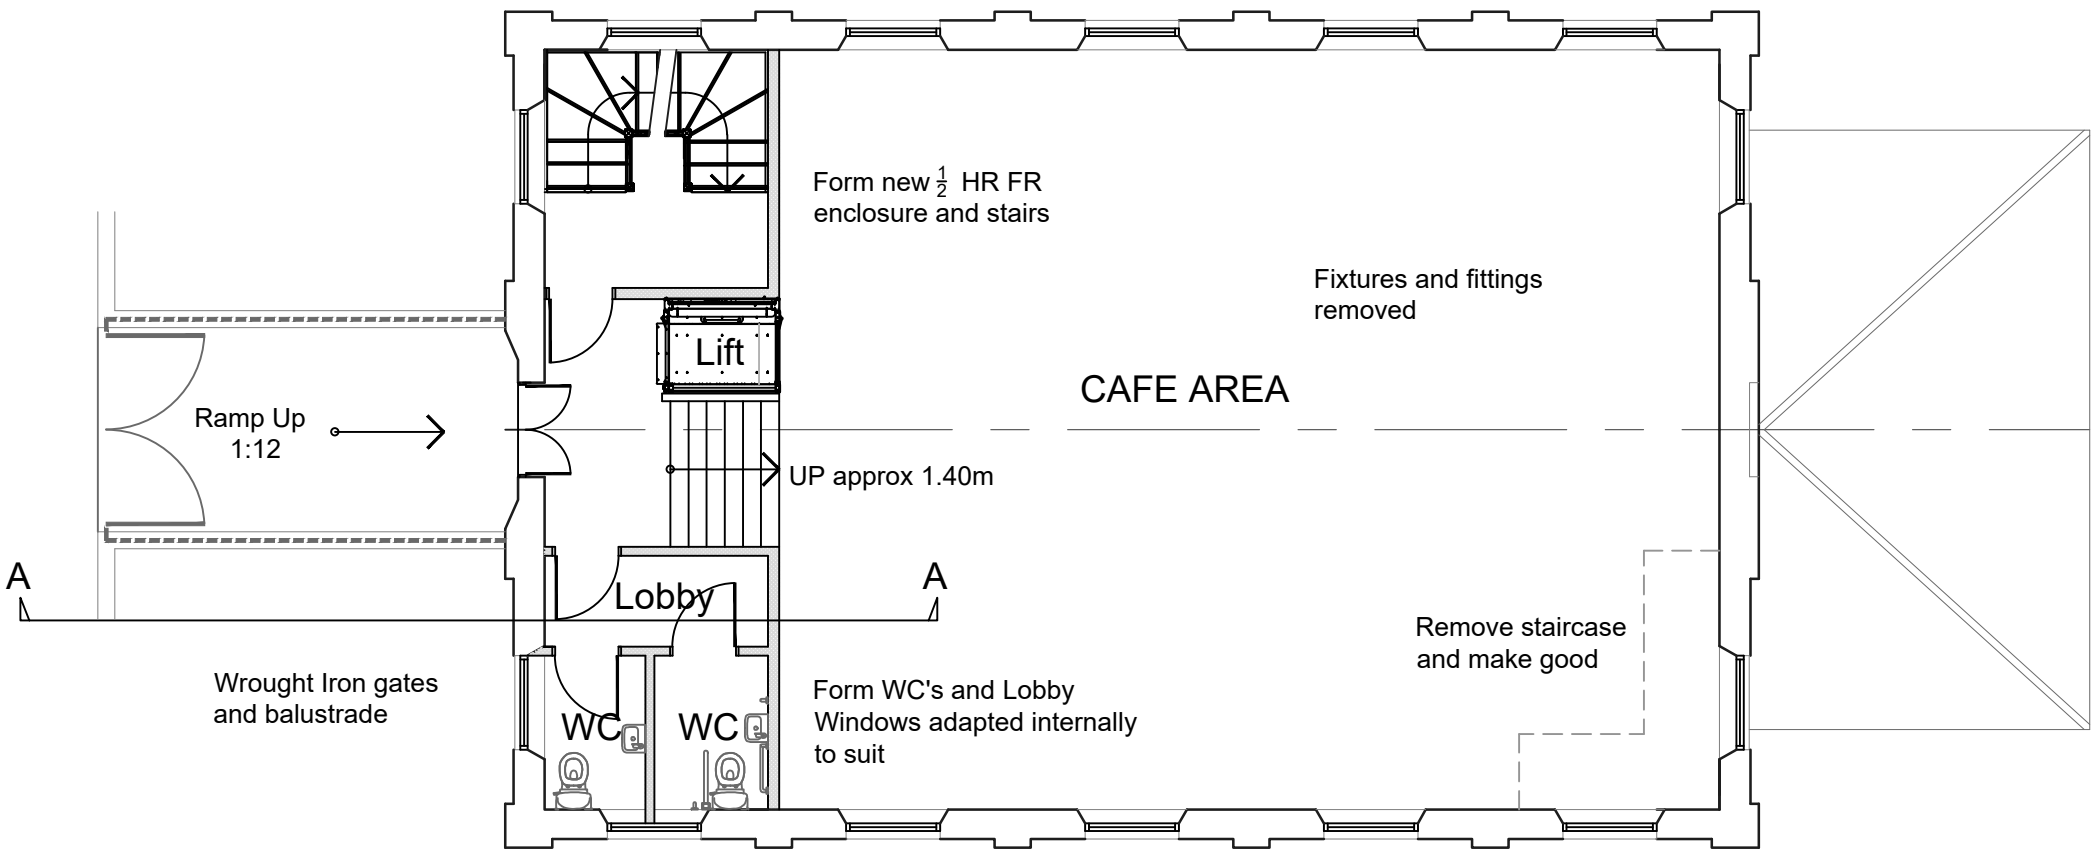 Form new 1/2 HR FR
enclosure and stairs
Fixtures and fittings
removed
Lift
CAFE AREA
Ramp Up
1:12
UP approx 1.40m
A
A
Lobby
Remove staircase
and make good
Wrought Iron gates
and balustrade
Form WC's and Lobby
Windows adapted internally
to suit
WC
WC